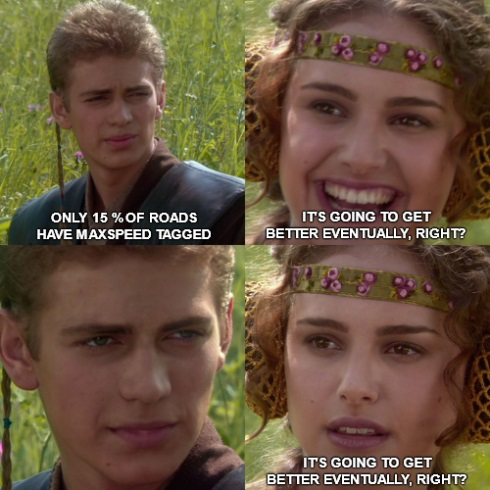 ONLY 15 % OF ROADS
HAVE MAXSPEED TAGGED
IT'S GOING TO GET
BETTER EVENTUALLY, RIGHT?
IT'S GOING TO GET
BETTER EVENTUALLY, RIGHT?